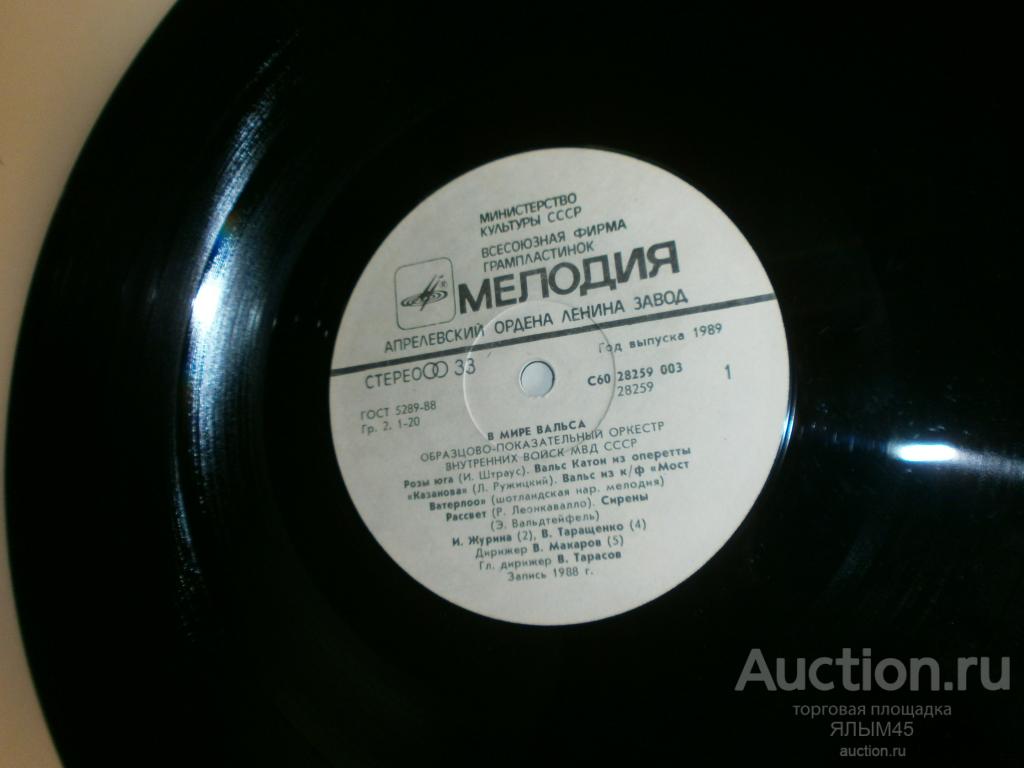 МИНИСТЕРСТВО
КУЛЬТУРЫ СССР
ВСЕСОЮЗНАЯ ФИРМА
ГРАМПЛАСТИНОК
МЕЛОДИЯ
АПРЕЛЕВСКИЙ ОРДЕНА ЛЕНИНА ЗАВОД
СТЕРЕО 33
Год выпуска 1989
ГОСТ 5289-88
Гр. 2. 1-20
С60 28259 003
28259
1
В МИРЕ ВАЛЬСА
ОБРАЗЦОВО-ПОКАЗАТЕЛЬНЫЙ ОРКЕСТР
ВНУТРЕННИХ ВОЙСК МВД СССР
Розы юга (И. Штраус). Вальс Катон из оперетты
«Казанова» (Л. Ружицкий). Вальс из к/ф «Мост
Ватерлоо» (шотландская нар. мелодия)
Рассвет (Р. Леонкавалло). Сирены
(Э. Вальдтейфель)
И. Журина (2), В. Таращенко (4)
Дирижер В. Макаров (5)
Гл. дирижер В. Тарасов
Запись 1988 г.
Auction.ru
торговая площадка
ЯЛЫМ45
auction.ru